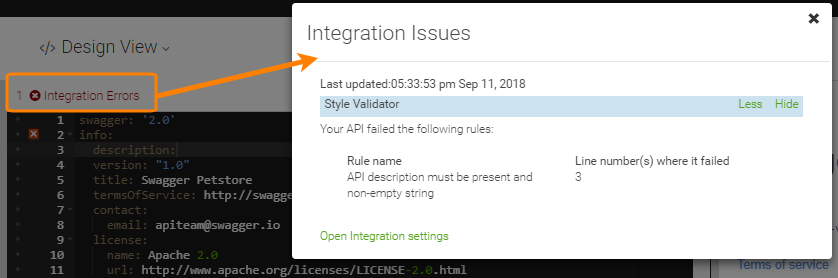 </> Design View
1 Integration Errors
1 swagger: '2.0'
2 info:
3 description:
4 version: "1.0"
5 title: Swagger Petstore
6 termsOfService: http://swagge
7 contact:
8 email: apiteam@swagger.io
9 license:
10 name: Apache 2.0
11 url: http://www.apache.org/licenses/LICENSE-2.0.html
Integration Issues
Last updated:05:33:53 pm Sep 11, 2018
Style Validator Less Hide
Your API failed the following rules:
Rule name Line number(s) where it failed
API description must be present and 3
non-empty string
Open Integration settings
Terms of service